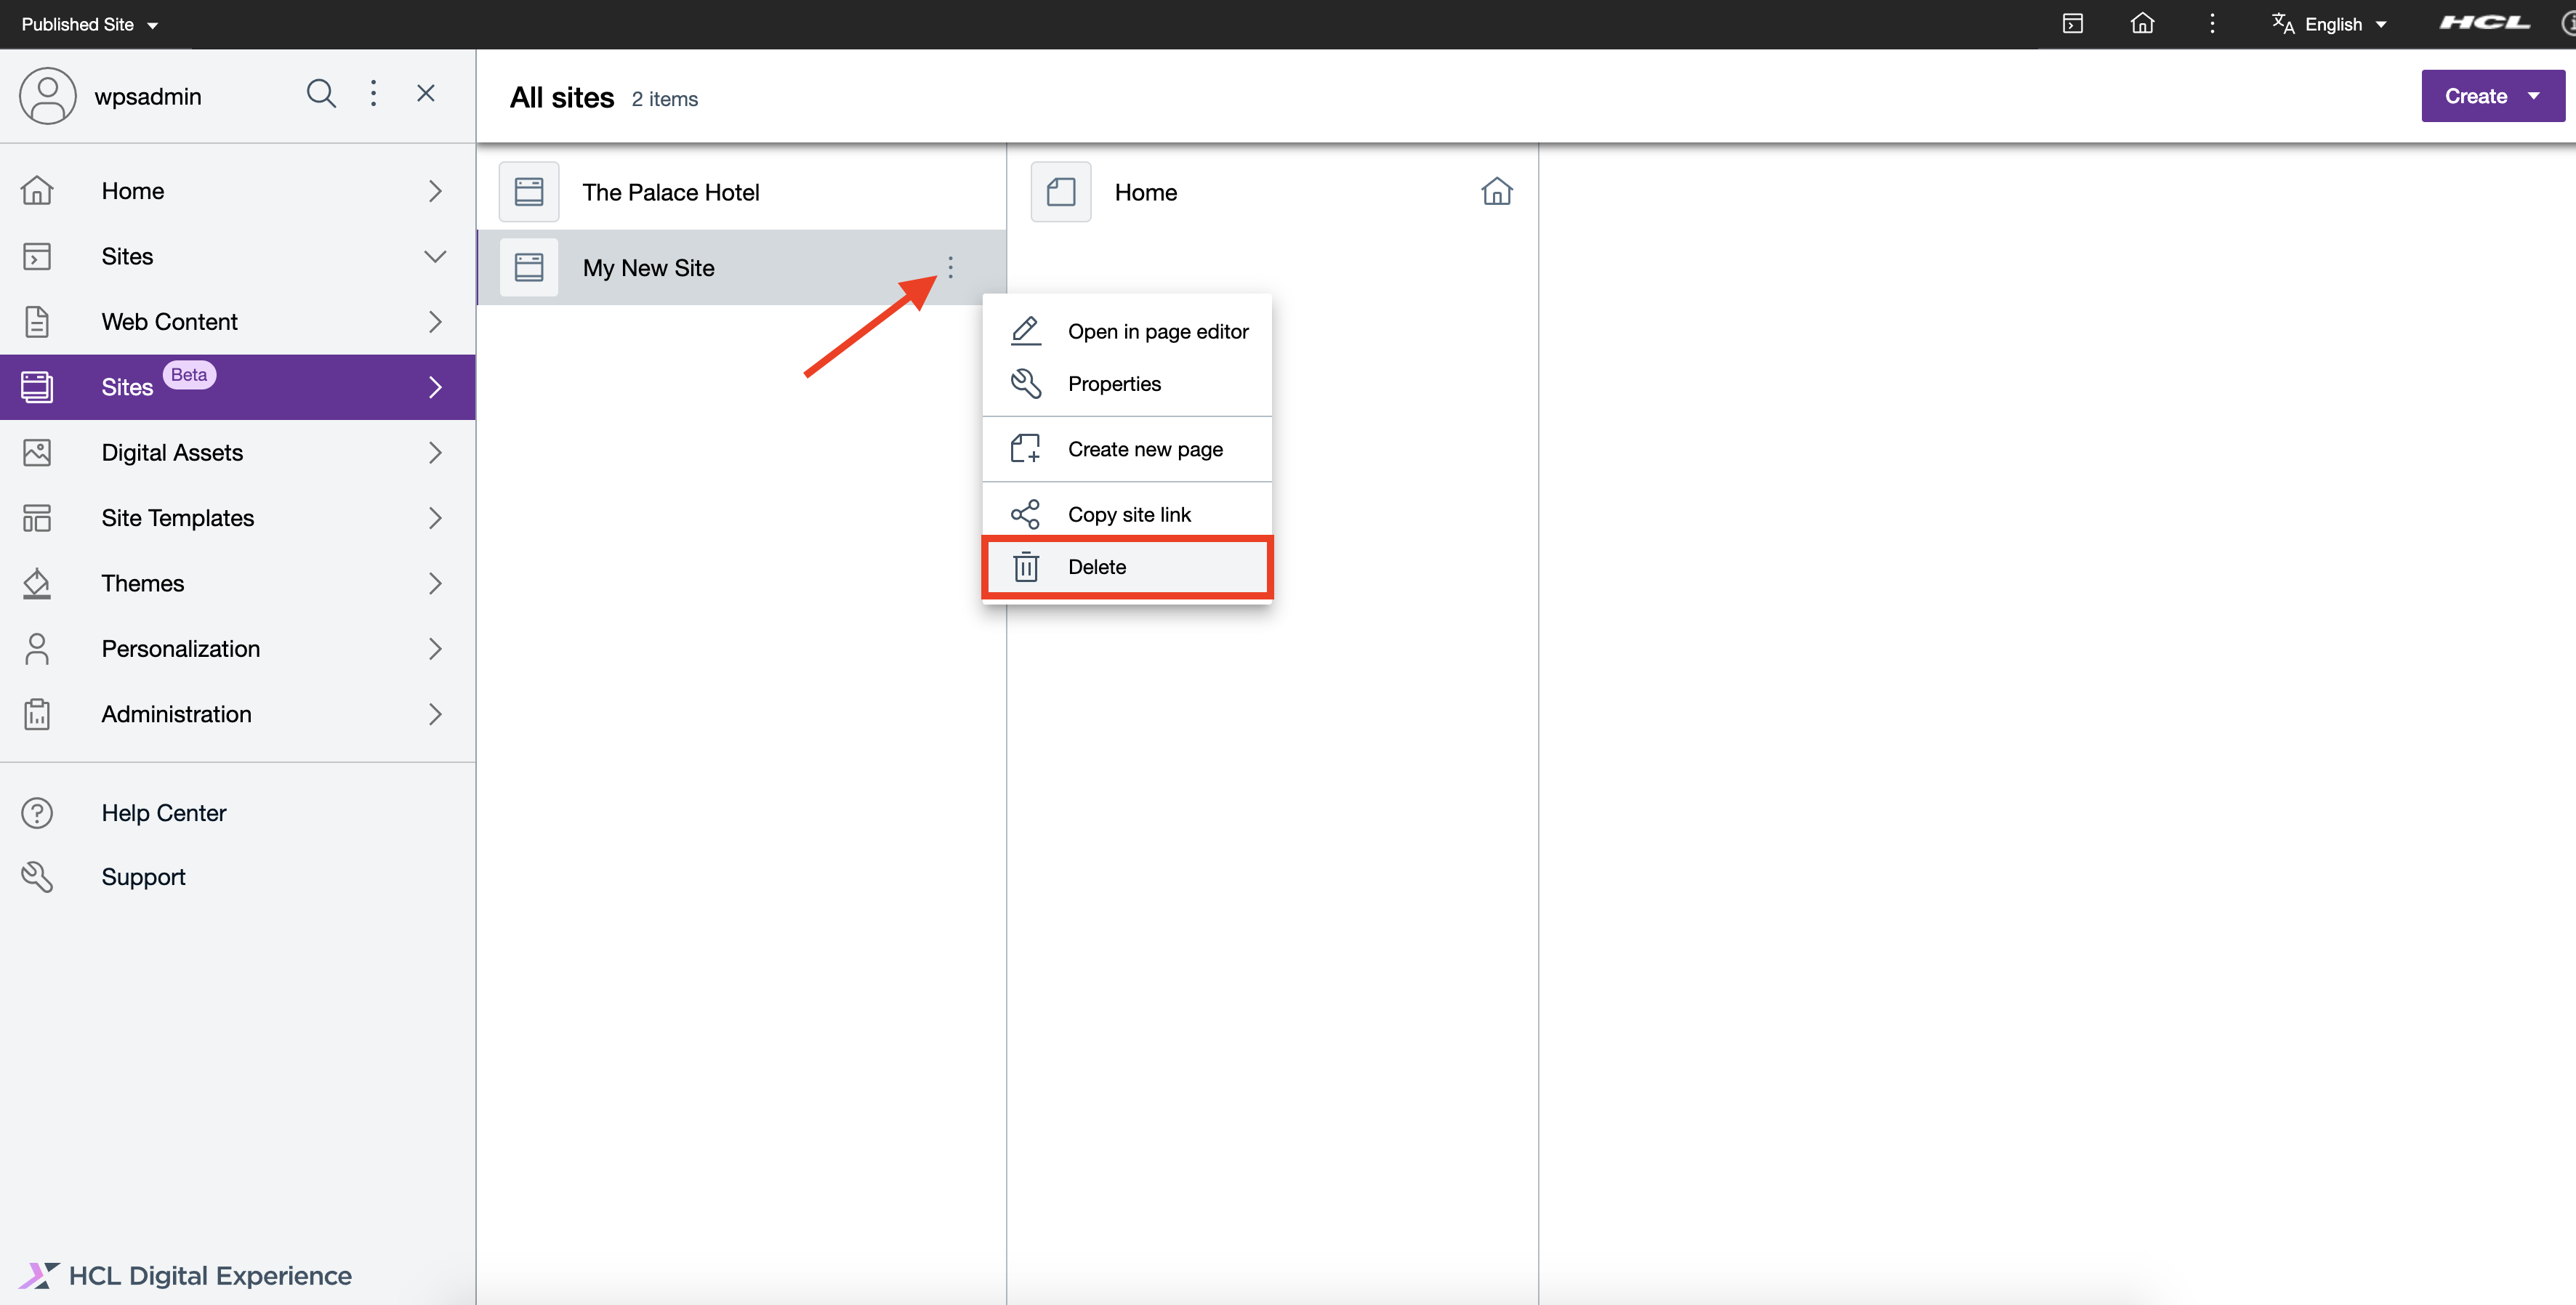 Published Site
English
HCL
wpsadmin
All sites 2 items
Create
Home
Sites
Web Content
Sites Beta
Digital Assets
Site Templates
Themes
Personalization
Administration
Help Center
Support
HCL Digital Experience
The Palace Hotel
My New Site
Home
Open in page editor
Properties
Create new page
Copy site link
Delete